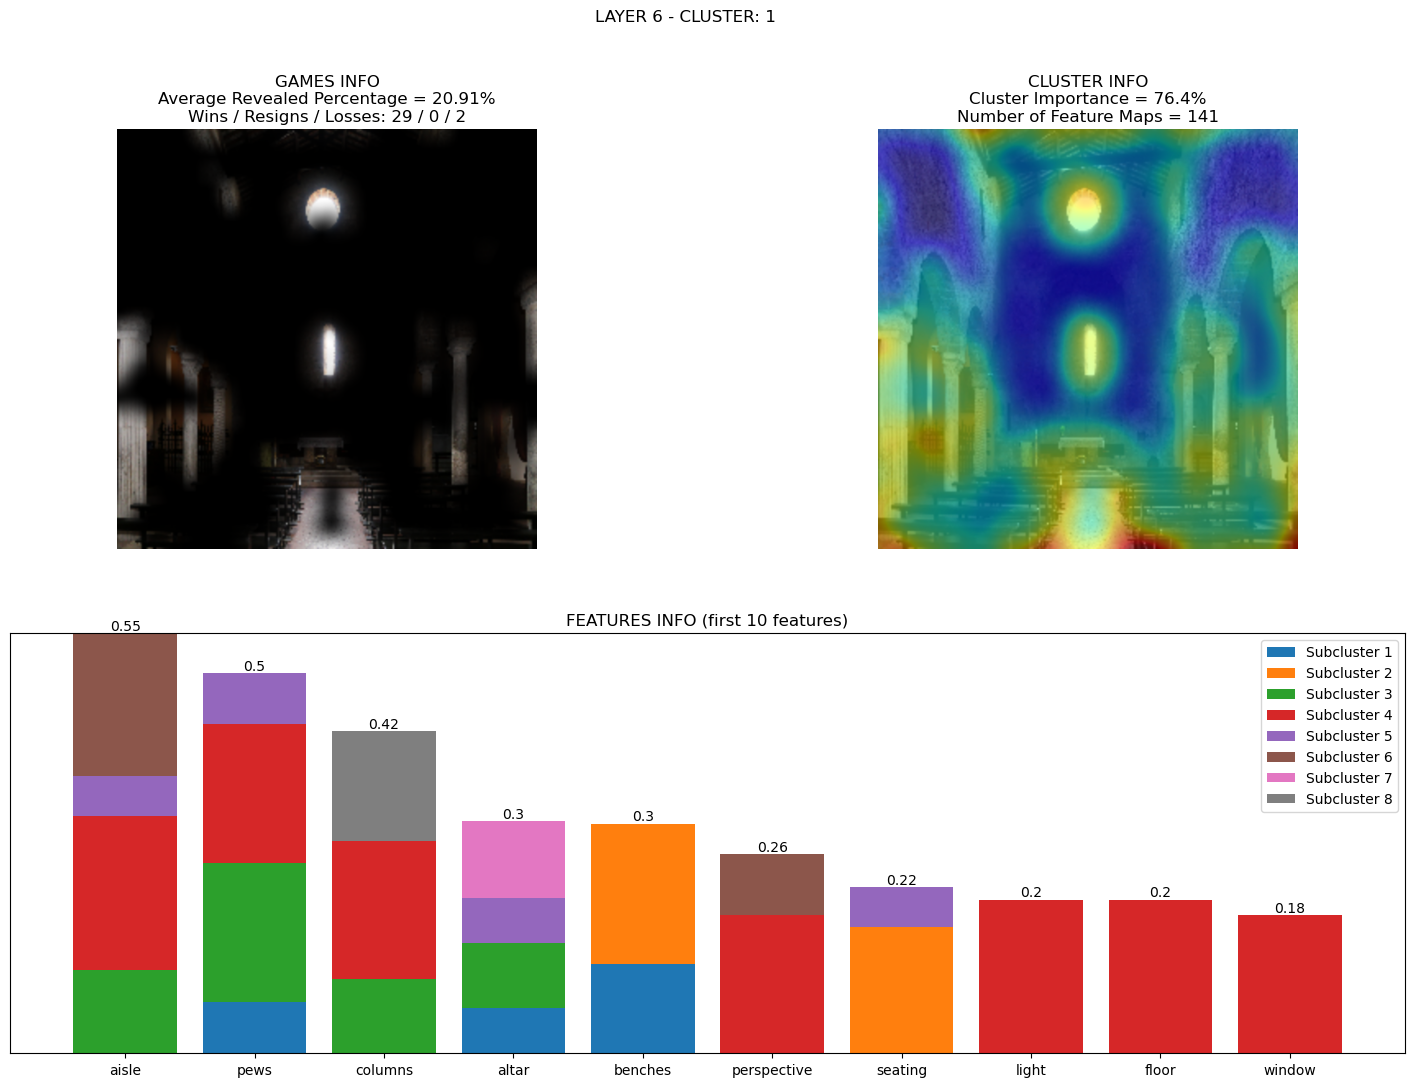 LAYER 6 - CLUSTER: 1
GAMES INFO
Average Revealed Percentage = 20.91%
Wins / Resigns / Losses: 29 / 0 / 2
CLUSTER INFO
Cluster Importance = 76.4%
Number of Feature Maps = 141
FEATURES INFO (first 10 features)
0.55
0.5
0.42
0.3
0.3
0.26
0.22
0.2
0.2
0.18
Subcluster 1
Subcluster 2
Subcluster 3
Subcluster 4
Subcluster 5
Subcluster 6
Subcluster 7
Subcluster 8
aisle
pews
columns
altar
benches
perspective
seating
light
floor
window